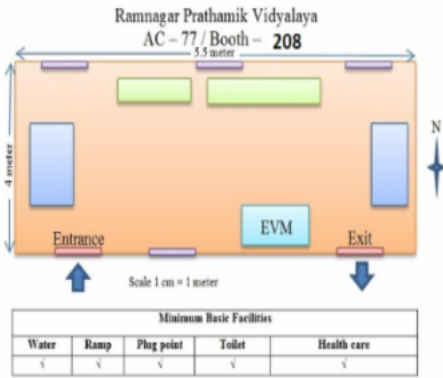 Ramnagar Prathamik Vidyalaya
AC – 77 / Booth – 208
5.5 meter
4 meter
N
EVM
Entrance
Exit
Scale 1 cm = 1 meter
Minimum Basic Facilities
Water Ramp Plug point Toilet Health care
√ √ √ √ √